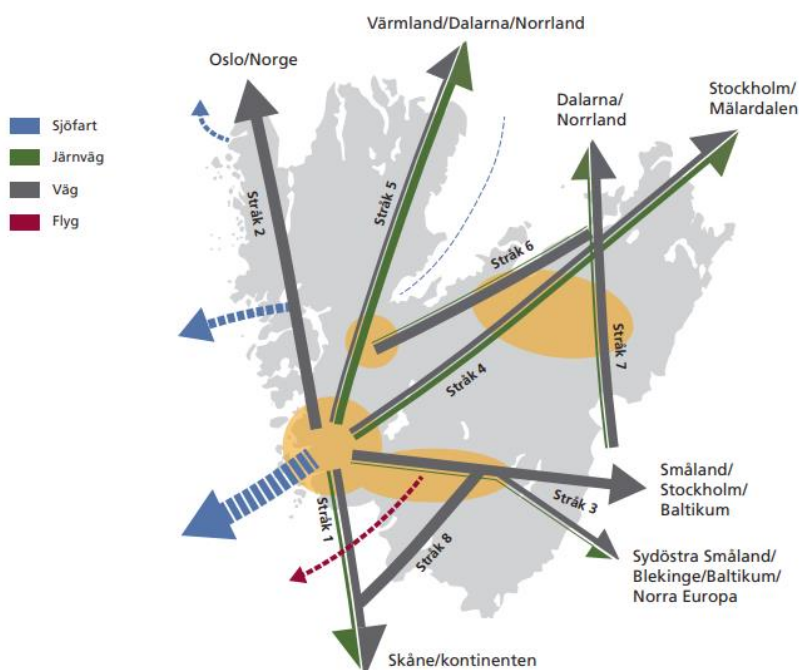 Värmland/Dalarna/Norrland
Oslo/Norge
Stockholm/
Mälardalen
Dalarna/
Norrland
Sjöfart
Järnväg
Väg
Flyg
Stråk 2
Stråk 5
Stråk 6
Stråk 4
Stråk 7
Stråk 3
Stråk 1
Stråk 8
Småland/
Stockholm/
Baltikum
Sydöstra Småland/
Blekinge/Baltikum/
Norra Europa
Skåne/kontinenten